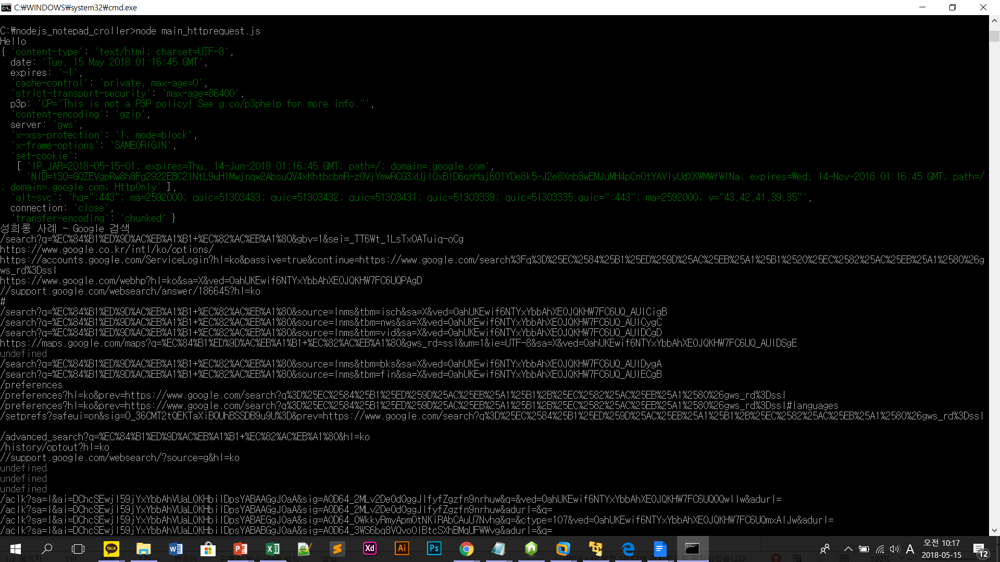 C:₩WINDOWS₩system32₩cmd.exe
C:₩nodejs_notepad_croller>node main_httprequest.js
Hello
{ 'content-type': 'text/html; charset=UTF-8',
date: 'Tue, 15 May 2018 01:16:45 GMT',
expires: '-1',
'cache-control': 'private, max-age=0',
'strict-transport-security': 'max-age=86400',
p3p: 'CP="This is not a P3P policy! See g.co/p3phelp for more info."',
'content-encoding': 'gzip',
server: 'gws',
'x-xss-protection': '1; mode=block',
'x-frame-options': 'SAMEORIGIN',
'set-cookie':
[ '1P_JAR=2018-05-15-01; expires=Thu, 14-Jun-2018 01:16:45 GMT; path=/; domain=.google.com',
expires=Wed, 14-Nov-2018 01:16:45 GMT; path=/
; domain=.google.com; HttpOnly' ],
'alt-svc': 'hq=":443"; ma=2592000; quic=51303433; quic=51303432; quic=51303431; quic=51303339; quic=51303335,quic=":443"; ma=2592000; v="43,42,41,39,35"',
connection: 'close',
'transfer-encoding': 'chunked' }
성희롱 사례 - Google 검색
/search?q=%EC%84%B1%ED%9D%AC%EB%A1%B1+%EC%82%AC%EB%A1%80&gbv=1&sei=_TT6Wt_1LsTx0ATuiq-oCg
https://www.google.co.kr/intl/ko/options/
https://accounts.google.com/ServiceLogin?hl=ko&passive=true&continue=https://www.google.com/search%3Fq%3D%25EC%2584%25B1%25ED%259D%25AC%25EB%25A1%25B1%2520%25EC%2582%25AC%25EB%25A1%2580%26g
ws_rd%3Dssl
https://www.google.com/webhp?hl=ko&sa=X&ved=0ahUKEwif6NTYxYbbAhXE0JQKHW7FC6UQPAgD
//support.google.com/websearch/answer/186645?hl=ko
#
/search?q=%EC%84%B1%ED%9D%AC%EB%A1%B1+%EC%82%AC%EB%A1%80&source=lnms&tbm=isch&sa=X&ved=0ahUKEwif6NTYxYbbAhXE0JQKHW7FC6UQ_AUICigB
/search?q=%EC%84%B1%ED%9D%AC%EB%A1%B1+%EC%82%AC%EB%A1%80&source=lnms&tbm=nws&sa=X&ved=0ahUKEwif6NTYxYbbAhXE0JQKHW7FC6UQ_AUICygC
/search?q=%EC%84%B1%ED%9D%AC%EB%A1%B1+%EC%82%AC%EB%A1%80&source=lnms&tbm=vid&sa=X&ved=0ahUKEwif6NTYxYbbAhXE0JQKHW7FC6UQ_AUIDCgD
https://maps.google.com/maps?q=%EC%84%B1%ED%9D%AC%EB%A1%B1+%EC%82%AC%EB%A1%80&gws_rd=ssl&um=1&ie=UTF-8&sa=X&ved=0ahUKEwif6NTYxYbbAhXE0JQKHW7FC6UQ_AUIDSgE
undefined
/search?q=%EC%84%B1%ED%9D%AC%EB%A1%B1+%EC%82%AC%EB%A1%80&source=lnms&tbm=bks&sa=X&ved=0ahUKEwif6NTYxYbbAhXE0JQKHW7FC6UQ_AUIDygA
/search?q=%EC%84%B1%ED%9D%AC%EB%A1%B1+%EC%82%AC%EB%A1%80&source=lnms&tbm=fin&sa=X&ved=0ahUKEwif6NTYxYbbAhXE0JQKHW7FC6UQ_AUIECgB
/preferences
/preferences?hl=ko&prev=https://www.google.com/search?q%3D%25EC%2584%25B1%25ED%259D%25AC%25EB%25A1%25B1%2B%25EC%2582%25AC%25EB%25A1%2580%26gws_rd%3Dssl
/preferences?hl=ko&prev=https://www.google.com/search?q%3D%25EC%2584%25B1%25ED%259D%25AC%25EB%25A1%25B1%2B%25EC%2582%25AC%25EB%25A1%2580%26gws_rd%3Dssl#languages
/setprefs?safeui=on&sig=0_36CMT2tQEKTaXiB0UhBSSDB9u9U%3D&prev=https://www.google.com/search?q%3D%25EC%2584%25B1%25ED%259D%25AC%25EB%25A1%25B1%2B%25EC%2582%25AC%25EB%25A1%2580%26gws_rd%3Dssl
/advanced_search?q=%EC%84%B1%ED%9D%AC%EB%A1%B1+%EC%82%AC%EB%A1%80&hl=ko
/history/optout?hl=ko
//support.google.com/websearch/?source=g&hl=ko
undefined
undefined
undefined
/aclk?sa=l&ai=DChcSEwjl59jYxYbbAhVUaL0KHbiIDpsYABAAGgJ0aA&sig=AOD64_2MLv2De0d0ggJlfyfZgzfn9nrhuw&q=&ved=0ahUKEwif6NTYxYbbAhXE0JQKHW7FC6UQ0QwIIw&adurl=
/aclk?sa=l&ai=DChcSEwjl59jYxYbbAhVUaL0KHbiIDpsYABAAGgJ0aA&sig=AOD64_2MLv2De0d0ggJlfyfZgzfn9nrhuw&adurl=&q=
/aclk?sa=l&ai=DChcSEwjl59jYxYbbAhVUaL0KHbiIDpsYABAEGgJ0aA&sig=AOD64_0WkkyRmyApm0tNKiRAbCAuU7Nvhg&q=&ctype=107&ved=0ahUKEwif6NTYxYbbAhXE0JQKHW7FC6UQmxAIJw&adurl=
/aclk?sa=l&ai=DChcSEwjl59jYxYbbAhVUaL0KHbiIDpsYABABGgJ0aA&sig=AOD64_3WS6bq8VQvo0lBtcSXhBMqUFWWvg&adurl=&q=
TALK
Xd
Ai
Ps
A
오전 10:17
2018-05-15
12